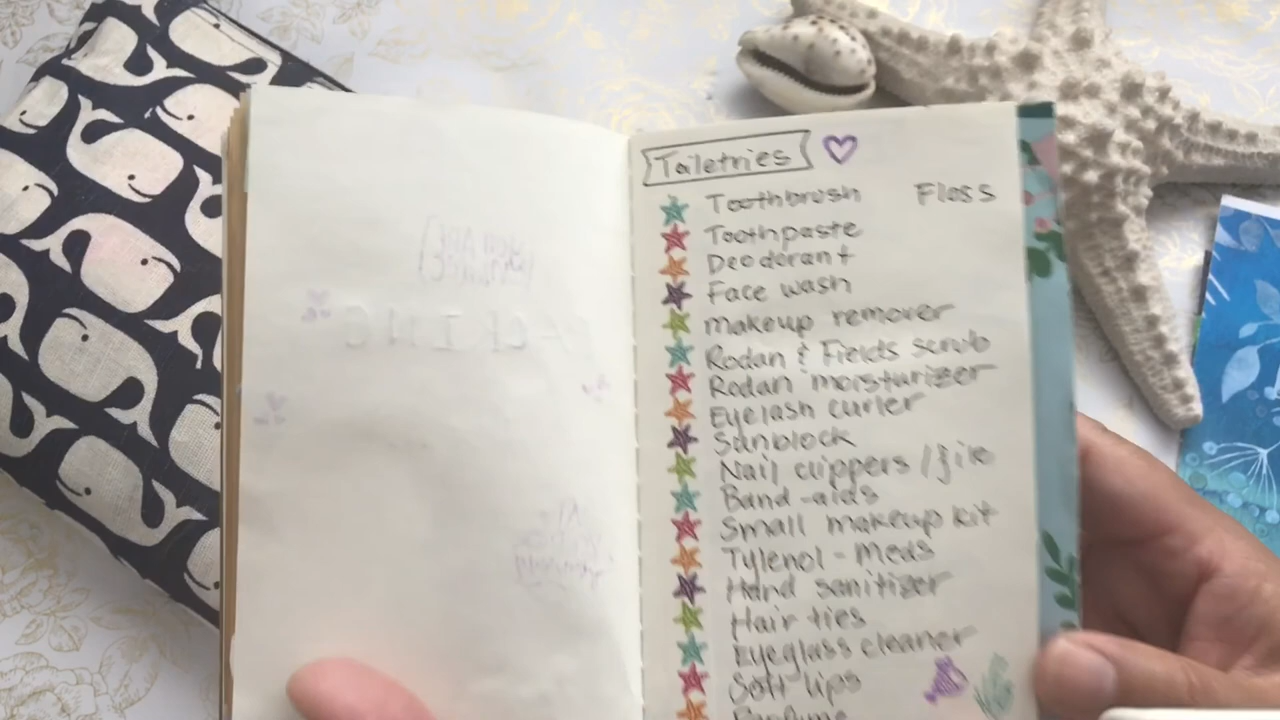 Toiletries
Toothbrush Floss
Toothpaste
Deodorant
Face wash
Makeup remover
Rodan & Fields scrub
Rodan moisturizer
Eyelash curler
Sunblock
Nail clippers / file
Band-aids
Small makeup kit
Tylenol - Meds
Hand sanitizer
Hair ties
Eyeglass cleaner
Soft lips